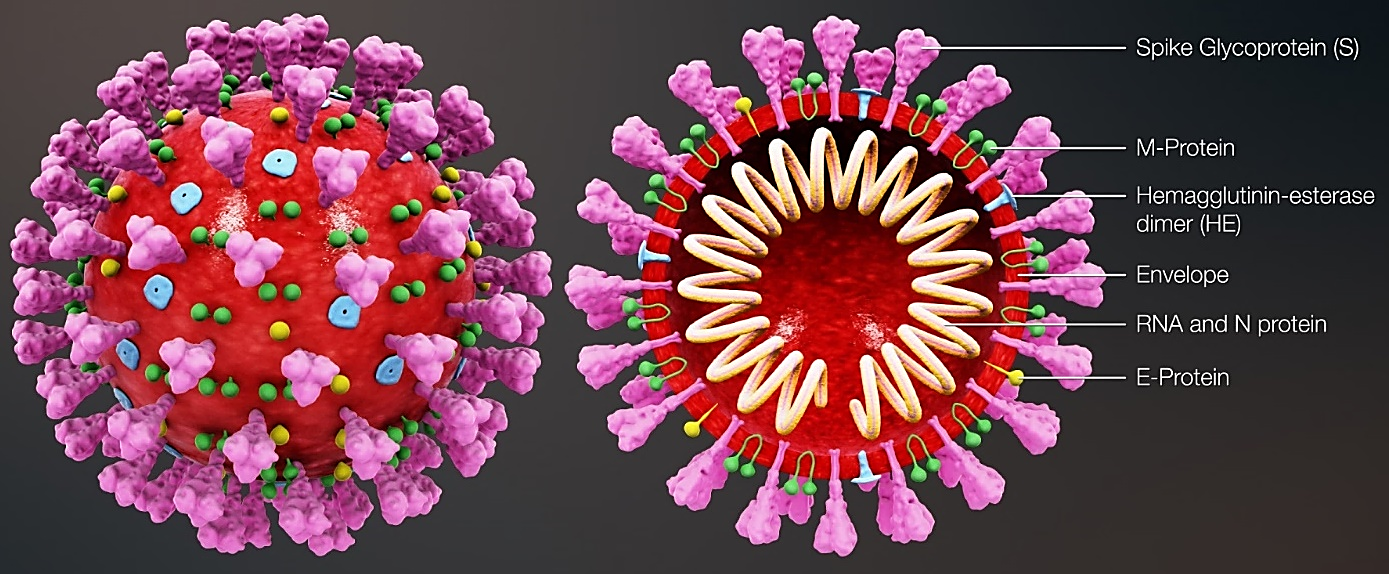 Spike Glycoprotein (S)
M-Protein
Hemagglutinin-esterase
dimer (HE)
Envelope
RNA and N protein
E-Protein